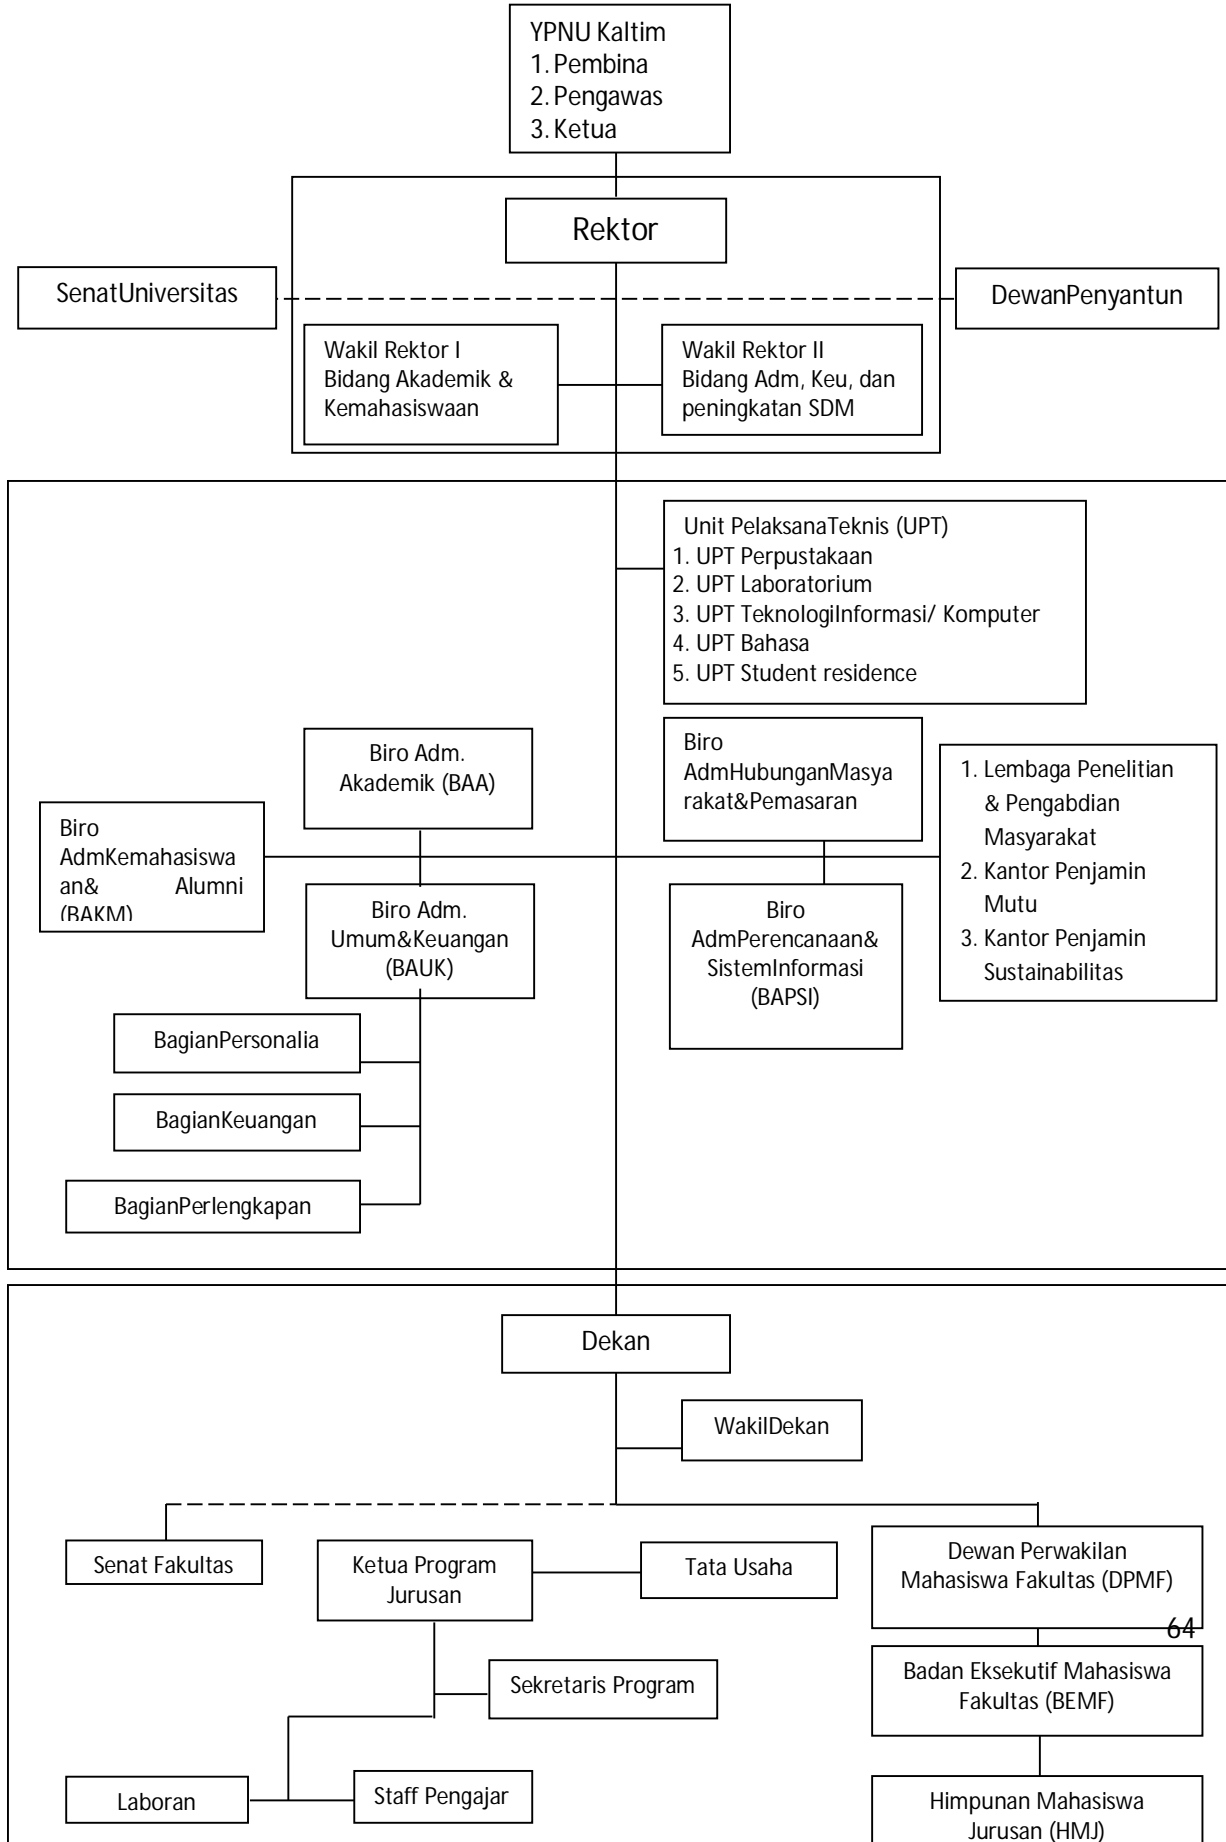 YPNU Kaltim
1. Pembina
2. Pengawas
3. Ketua
Rektor
SenatUniversitas
DewanPenyantun
Wakil Rektor I
Bidang Akademik &
Kemahasiswaan
Wakil Rektor II
Bidang Adm, Keu, dan
peningkatan SDM
Unit PelaksanaTeknis (UPT)
1. UPT Perpustakaan
2. UPT Laboratorium
3. UPT TeknologiInformasi/ Komputer
4. UPT Bahasa
5. UPT Student residence
Biro Adm.
Akademik (BAA)
Biro
AdmHubunganMasya
rakat&Pemasaran
1. Lembaga Penelitian
& Pengabdian
Masyarakat
2. Kantor Penjamin
Mutu
3. Kantor Penjamin
Sustainabilitas
Biro
AdmKemahasiswa
an& Alumni
(BAKM)
Biro Adm.
Umum&Keuangan
(BAUK)
Biro
AdmPerencanaan&
SistemInformasi
(BAPSI)
BagianPersonalia
BagianKeuangan
BagianPerlengkapan
Dekan
WakilDekan
Senat Fakultas
Ketua Program
Jurusan
Tata Usaha
Dewan Perwakilan
Mahasiswa Fakultas (DPMF)
64
Sekretaris Program
Badan Eksekutif Mahasiswa
Fakultas (BEMF)
Laboran
Staff Pengajar
Himpunan Mahasiswa
Jurusan (HMJ)